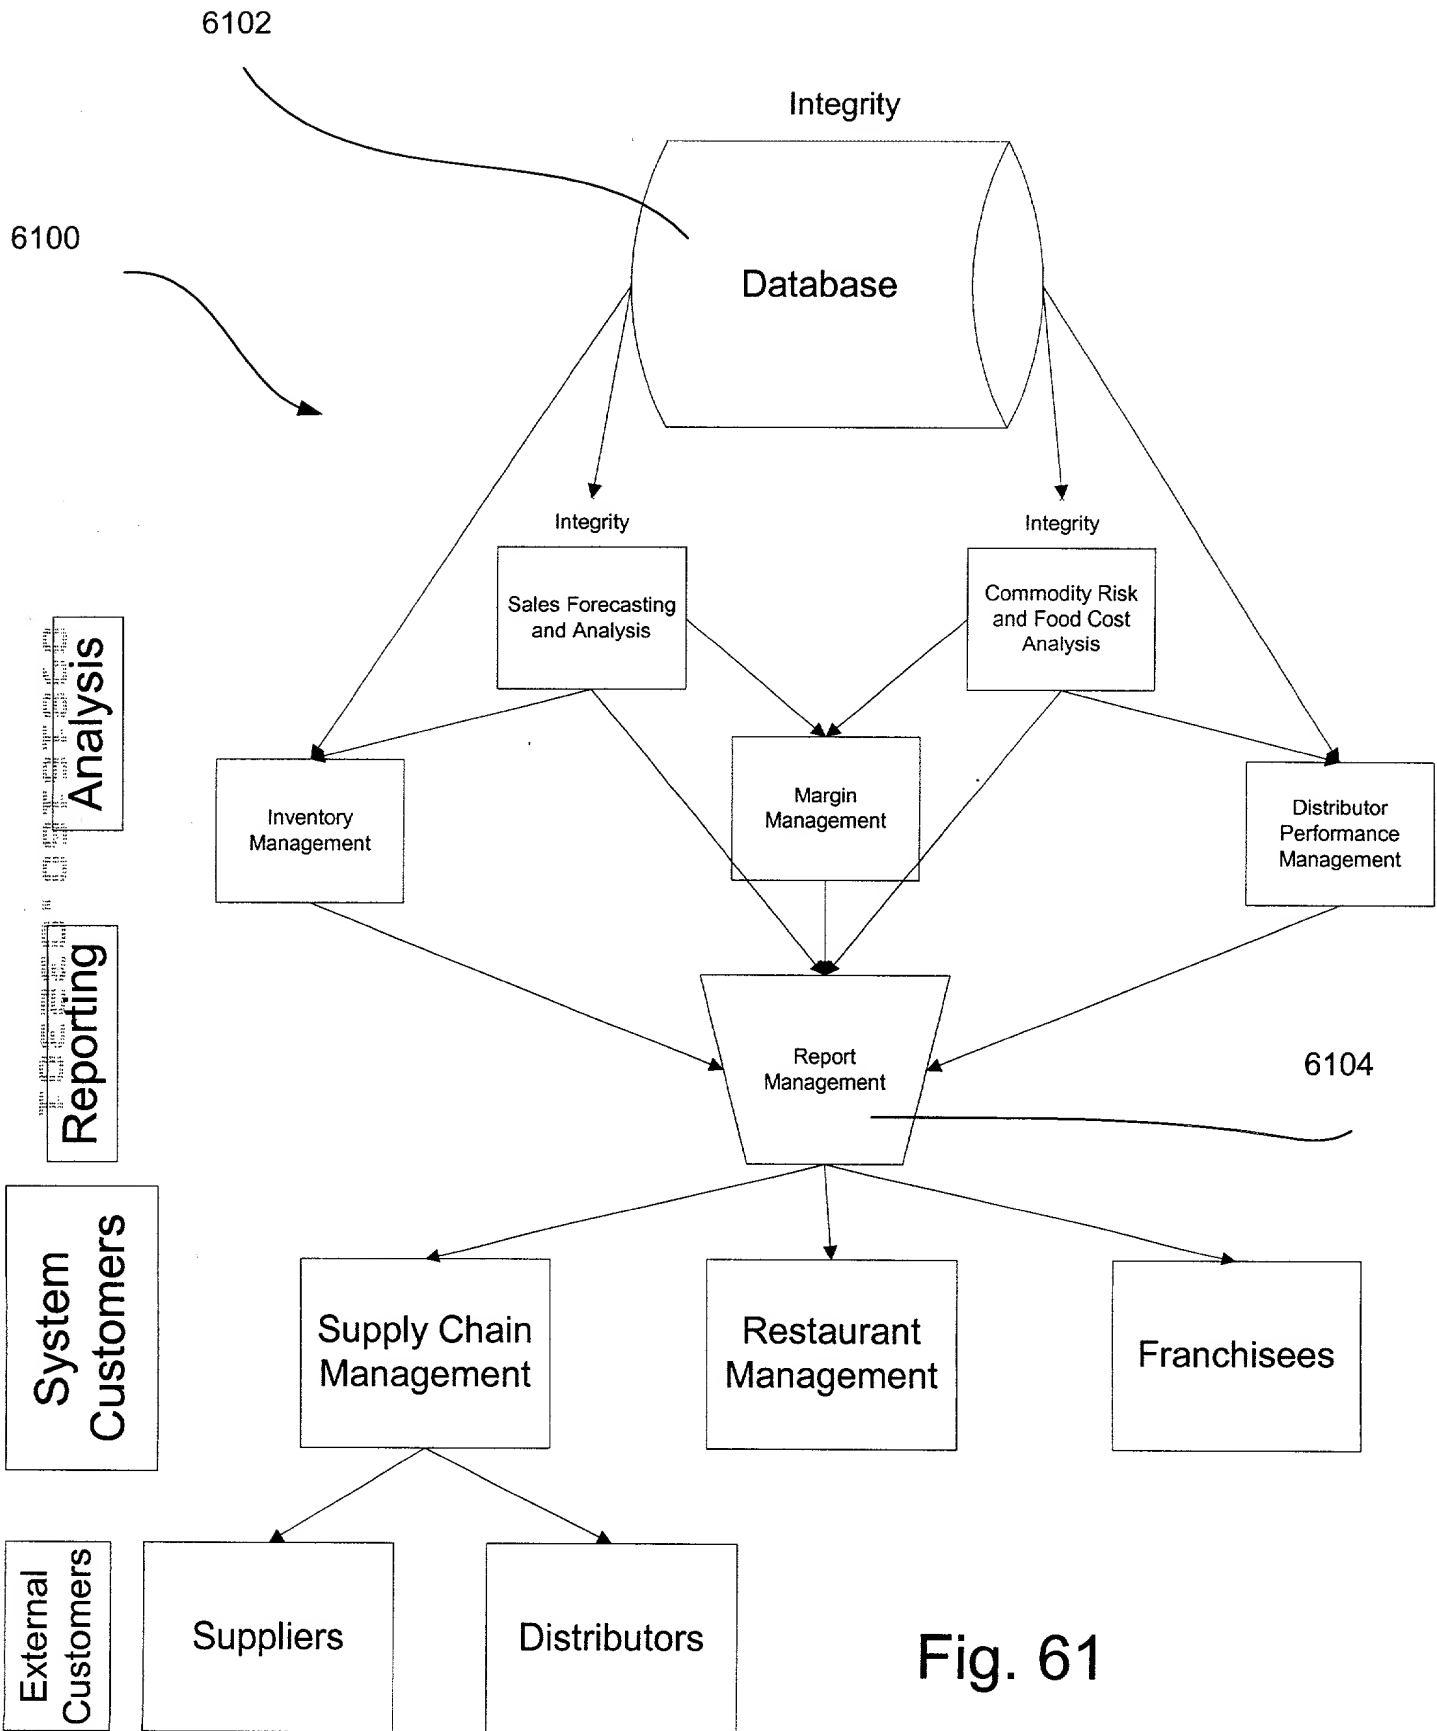 6102
Integrity
6100
Database
Integrity
Integrity
Sales Forecasting
and Analysis
Commodity Risk
and Food Cost
Analysis
Analysis
Inventory
Management
Margin
Management
Distributor
Performance
Management
Reporting
Report
Management
6104
System
Customers
Supply Chain
Management
Restaurant
Management
Franchisees
External
Customers
Suppliers
Distributors
Fig. 61